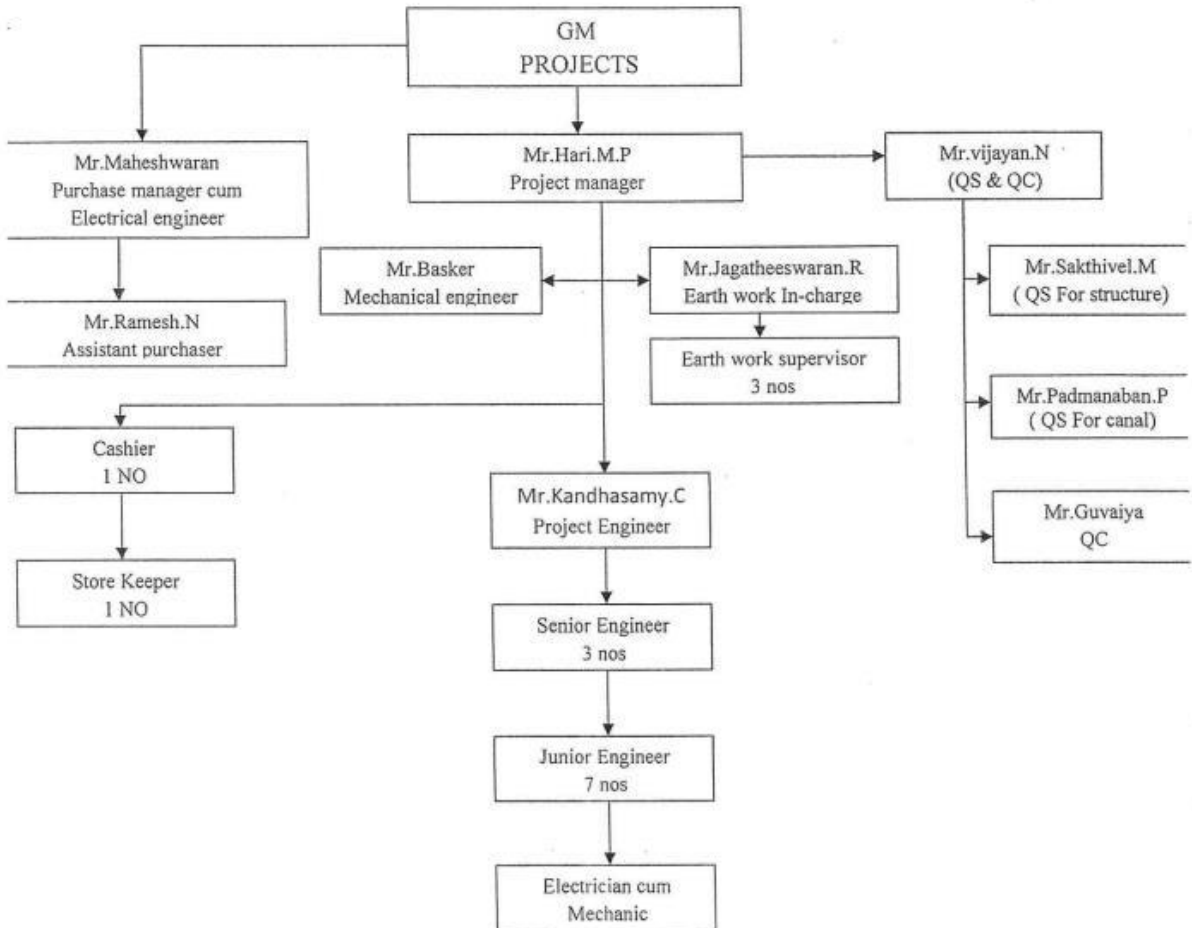 GM
PROJECTS
Mr.Maheshwaran
Purchase manager cum
Electrical engineer
Mr.Hari.M.P
Project manager
Mr.vijayan.N
(QS & QC)
Mr.Basker
Mechanical engineer
Mr.Jagatheeswaran.R
Earth work In-charge
Mr.Sakthivel.M
( QS For structure)
Mr.Ramesh.N
Assistant purchaser
Earth work supervisor
3 nos
Mr.Padmanaban.P
( QS For canal)
Cashier
1 NO
Mr.Kandhasamy.C
Project Engineer
Mr.Guvaiya
QC
Store Keeper
1 NO
Senior Engineer
3 nos
Junior Engineer
7 nos
Electrician cum
Mechanic